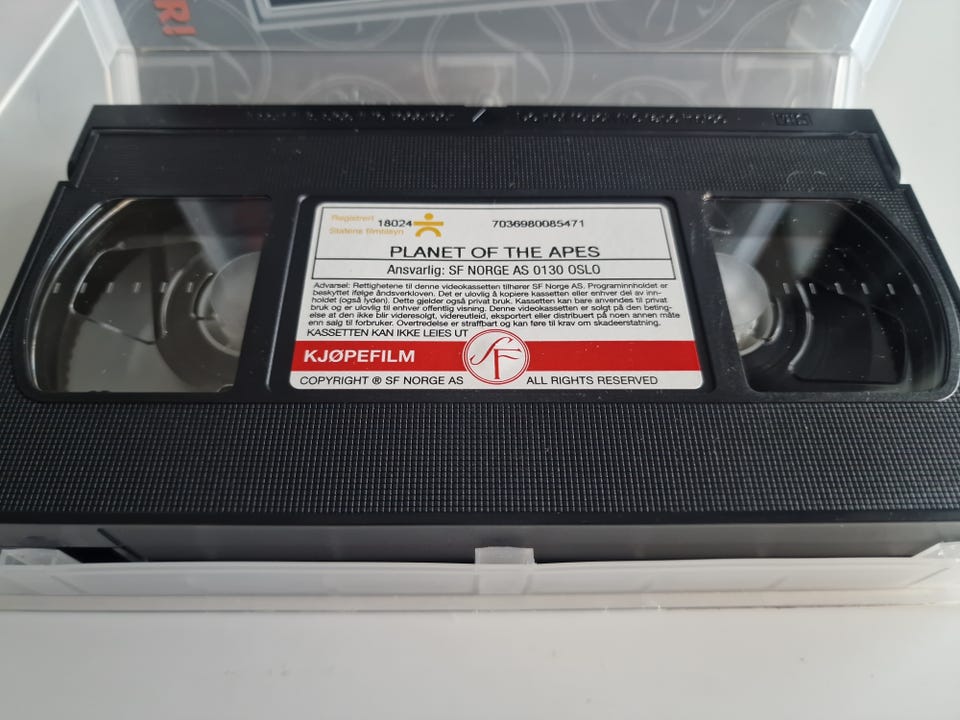 R!
VHS
Registrert 18024 7036980085471
Statens filmtilsyn
PLANET OF THE APES
Ansvarlig: SF NORGE AS 0130 OSLO
Advarsel: Rettighetene til denne videokassetten tilhører SF Norge AS. Programinnholdet er
beskyttet ifølge åndsverkloven. Det er ulovlig å kopiere kassetten eller enhver del av inn-
holdet (også lyden). Dette gjelder også privat bruk. Kassetten kan bare anvendes til privat
bruk og er ulovlig til enhver offentlig visning. Denne videokassetten er solgt på den beting-
else at den ikke blir videresolgt, videreutleid, eksportert eller distribuert på noen annen måte
enn salg til forbruker. Overtredelse er straffbart og kan føre til krav om skadeerstatning.
KASSETTEN KAN IKKE LEIES UT
KJØPEFILM SF
COPYRIGHT ® SF NORGE AS ALL RIGHTS RESERVED